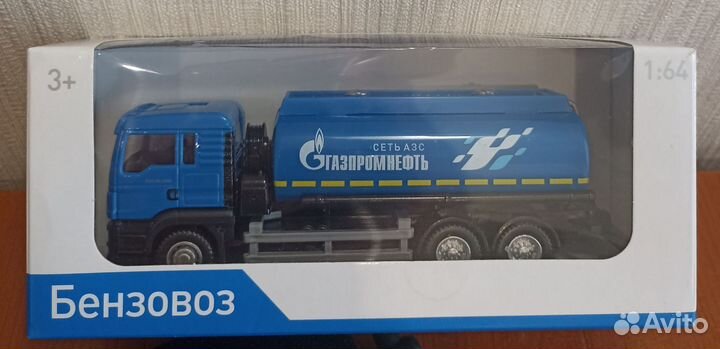 3+
1:64
СЕТЬ АЗС
ГАЗПРОМНЕФТЬ
Бензовоз
Avito